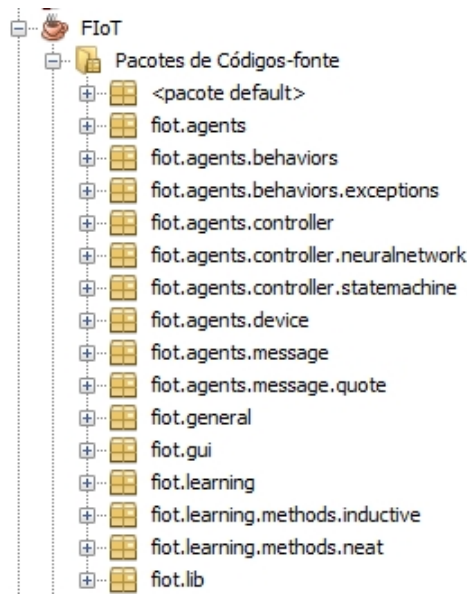 FIoT
Pacotes de Códigos-fonte
<pacote default>
fiot.agents
fiot.agents.behaviors
fiot.agents.behaviors.exceptions
fiot.agents.controller
fiot.agents.controller.neuralnetwork
fiot.agents.controller.statemachine
fiot.agents.device
fiot.agents.message
fiot.agents.message.quote
fiot.general
fiot.gui
fiot.learning
fiot.learning.methods.inductive
fiot.learning.methods.neat
fiot.lib